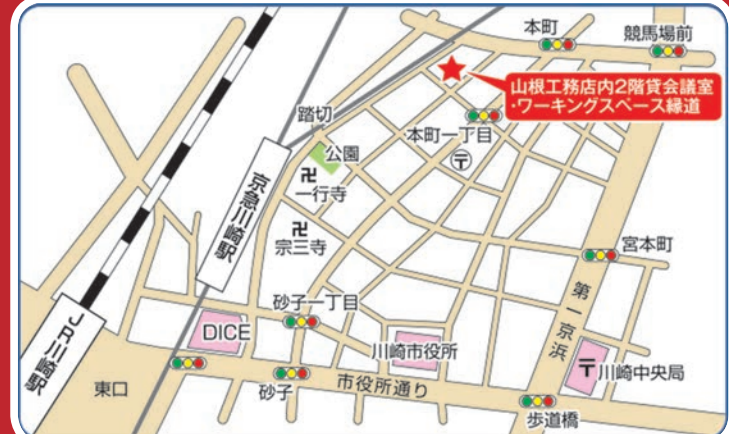 本町
競馬場前
山根工務店内2階貸会議室
・ワーキングスペース縁道
踏切
本町一丁目
公園
〒
卍
一行寺
京急川崎駅
卍
宗三寺
宮本町
第一京浜
砂子一丁目
DICE
川崎市役所
JR川崎駅
〒川崎中央局
東口
砂子
市役所通り
歩道橋